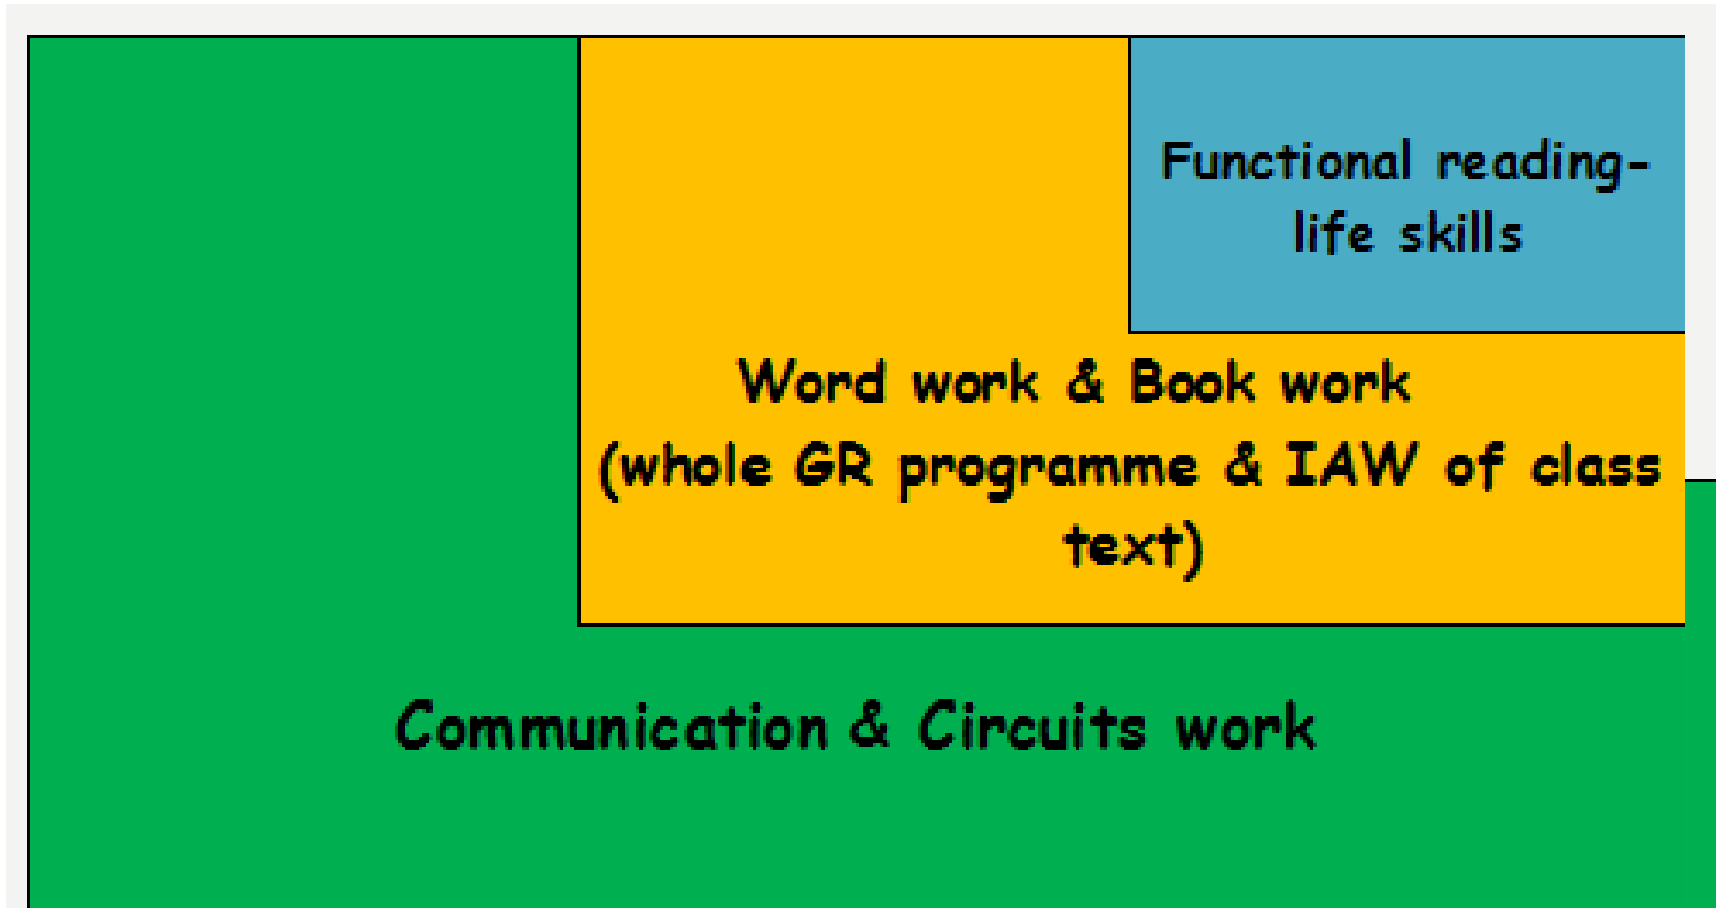 Functional reading-
life skills
Word work & Book work
(whole GR programme & IAW of class
text)
Communication & Circuits work